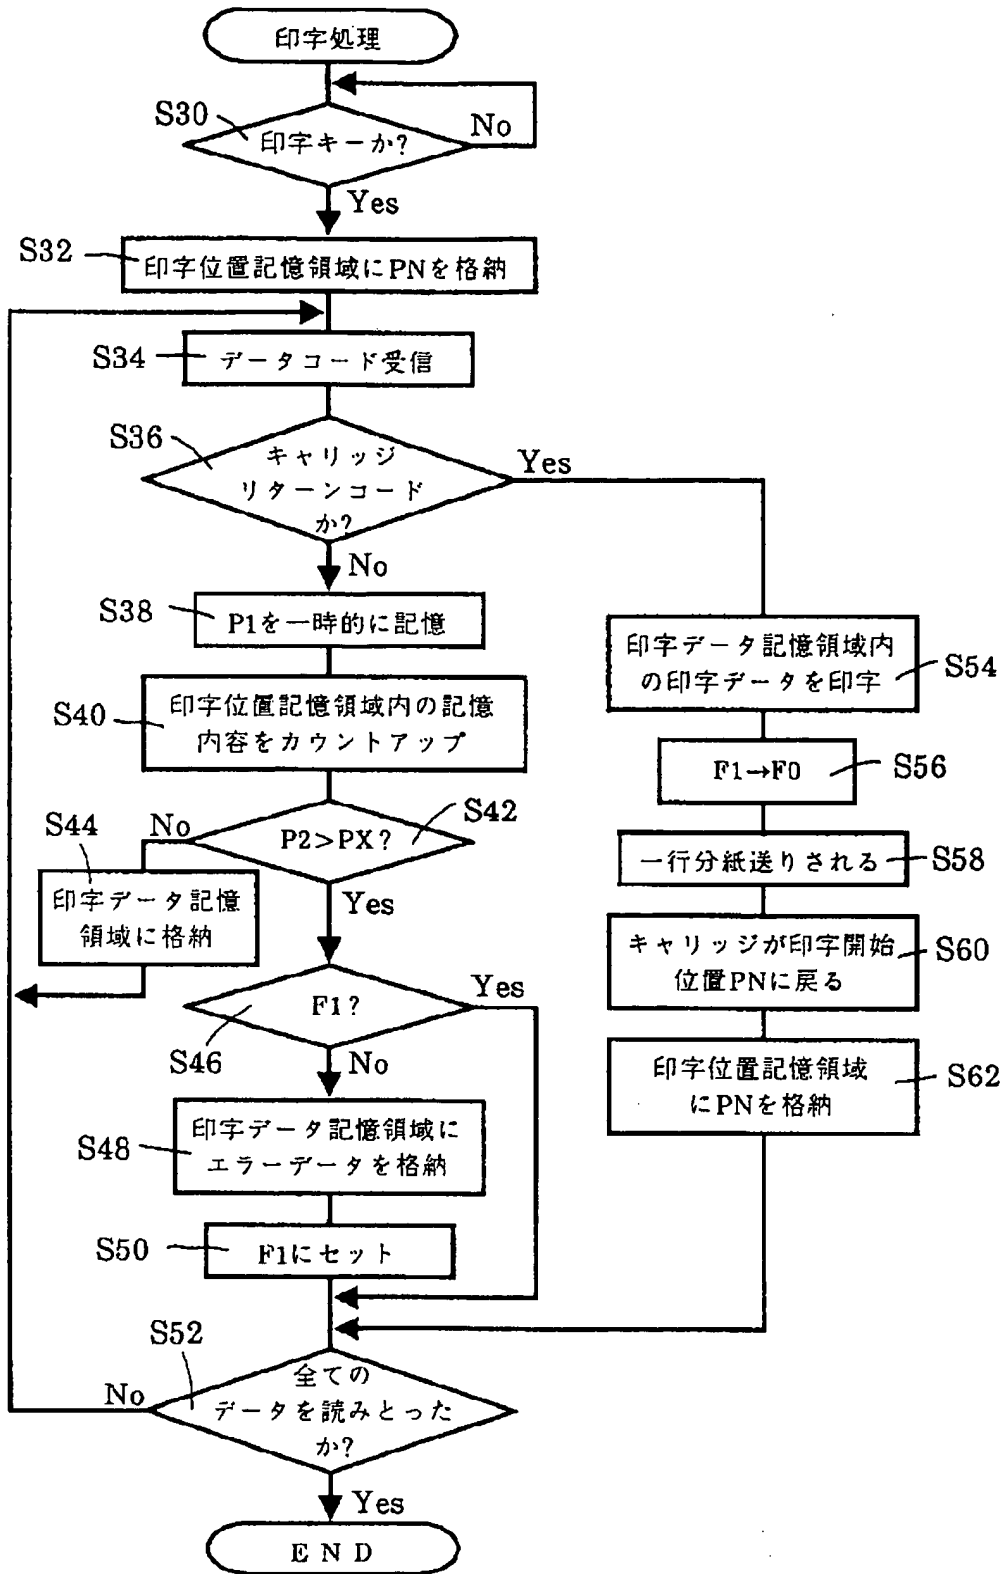 印字処理
S30
印字キーか?
No
Yes
S32
印字位置記憶領域にPNを格納
S34
データコード受信
S36
キャリッジ
リターンコード
か?
Yes
No
S38
P1を一時的に記憶
S40
印字位置記憶領域内の記憶
内容をカウントアップ
S42
P2>PX?
No
Yes
S44
印字データ記憶
領域に格納
S46
F1?
Yes
No
S48
印字データ記憶領域に
エラーデータを格納
S50
F1にセット
S54
印字データ記憶領域内
の印字データを印字
S56
F1→F0
S58
一行分紙送りされる
S60
キャリッジが印字開始
位置PNに戻る
S62
印字位置記憶領域
にPNを格納
S52
全ての
データを読みとった
か?
No
Yes
END